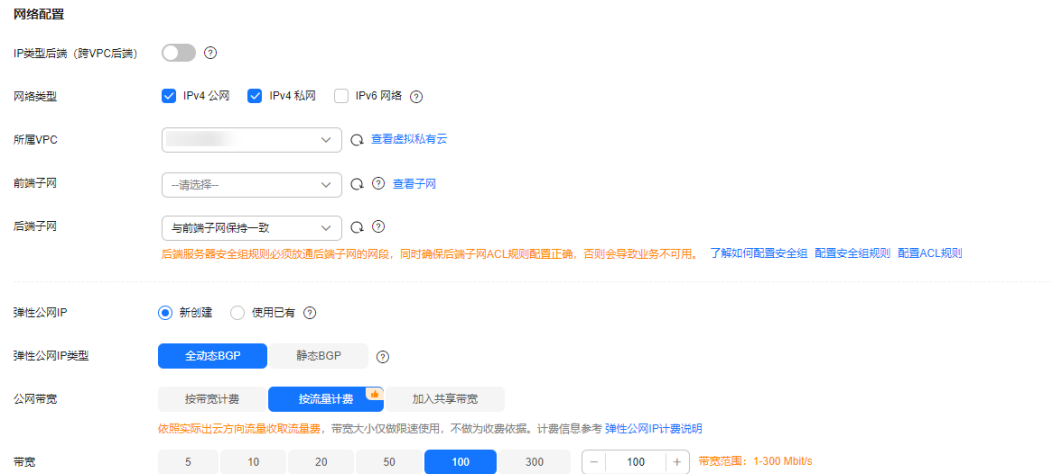 网络配置
IP类型后端（跨VPC后端） ?
网络类型 IPv4 公网 IPv4 私网 IPv6 网络 ?
所属VPC 查看虚拟私有云
前端子网 --请选择-- ? 查看子网
后端子网 与前端子网保持一致 ?
后端服务器安全组规则必须放通后端子网的网段，同时确保后端子网ACL规则配置正确，否则会导致业务不可用。 了解如何配置安全组 配置安全组规则 配置ACL规则
弹性公网IP 新创建 使用已有 ?
弹性公网IP类型 全动态BGP 静态BGP ?
公网带宽 按带宽计费 按流量计费 加入共享带宽
依照实际出云方向流量收取流量费，带宽大小仅做限速使用，不做为收费依据。计费信息参考 弹性公网IP计费说明
带宽 5 10 20 50 100 300 − 100 + 带宽范围：1-300 Mbit/s